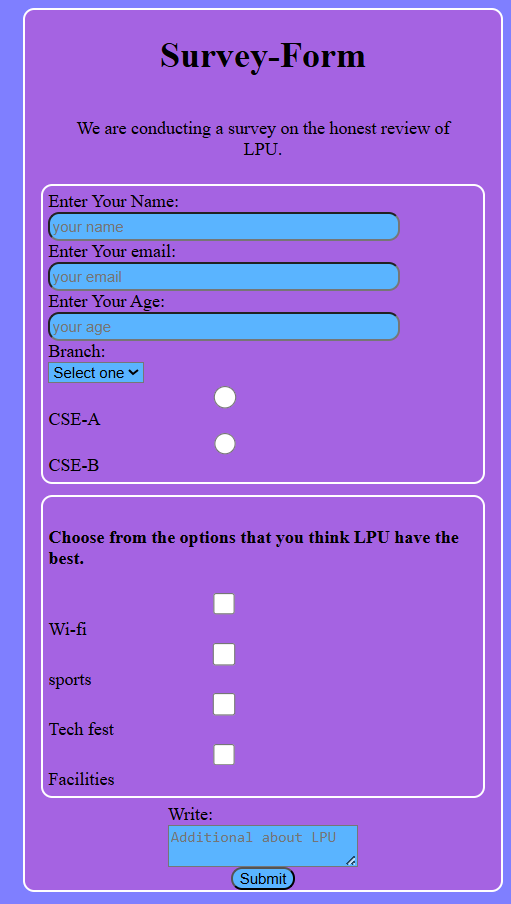 Survey-Form
We are conducting a survey on the honest review of
LPU.
Enter Your Name:
your name
Enter Your email:
your email
Enter Your Age:
your age
Branch:
Select one
CSE-A
CSE-B
Choose from the options that you think LPU have the
best.
Wi-fi
sports
Tech fest
Facilities
Write:
Additional about LPU
Submit